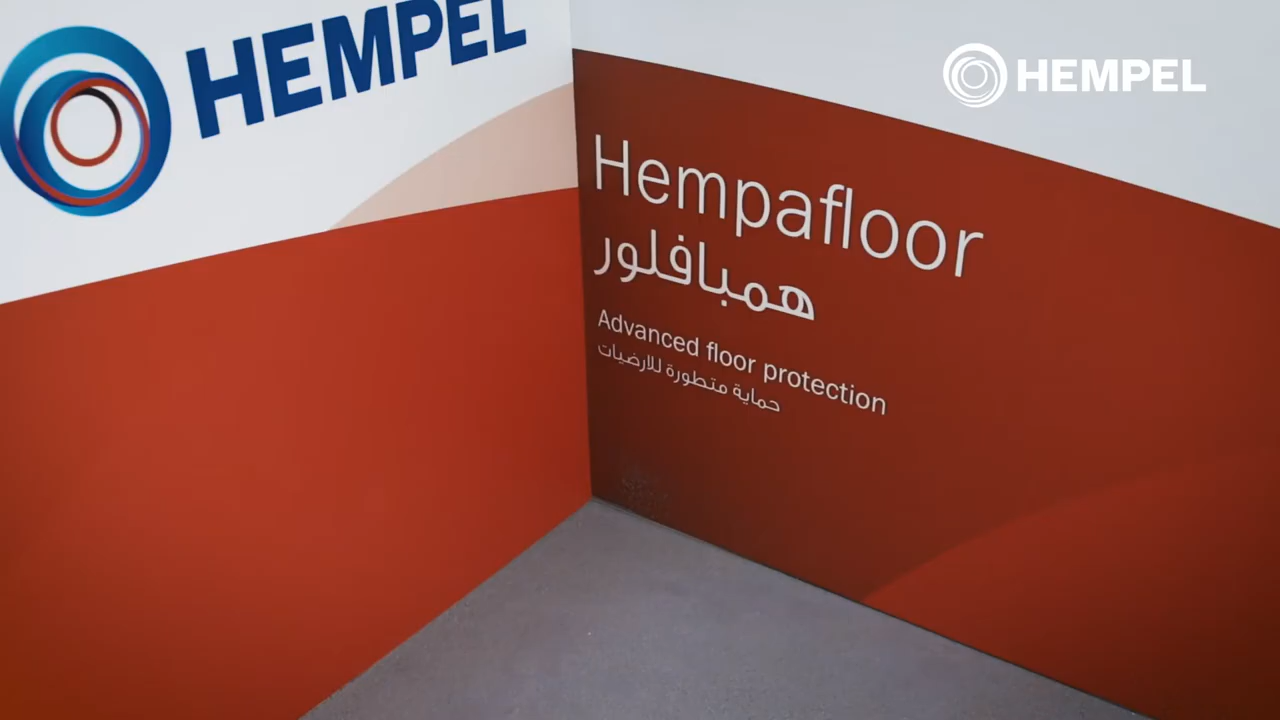 HEMPEL
HEMPEL
Hempafloor
همبافلور
Advanced floor protection
حماية متطورة للارضيات